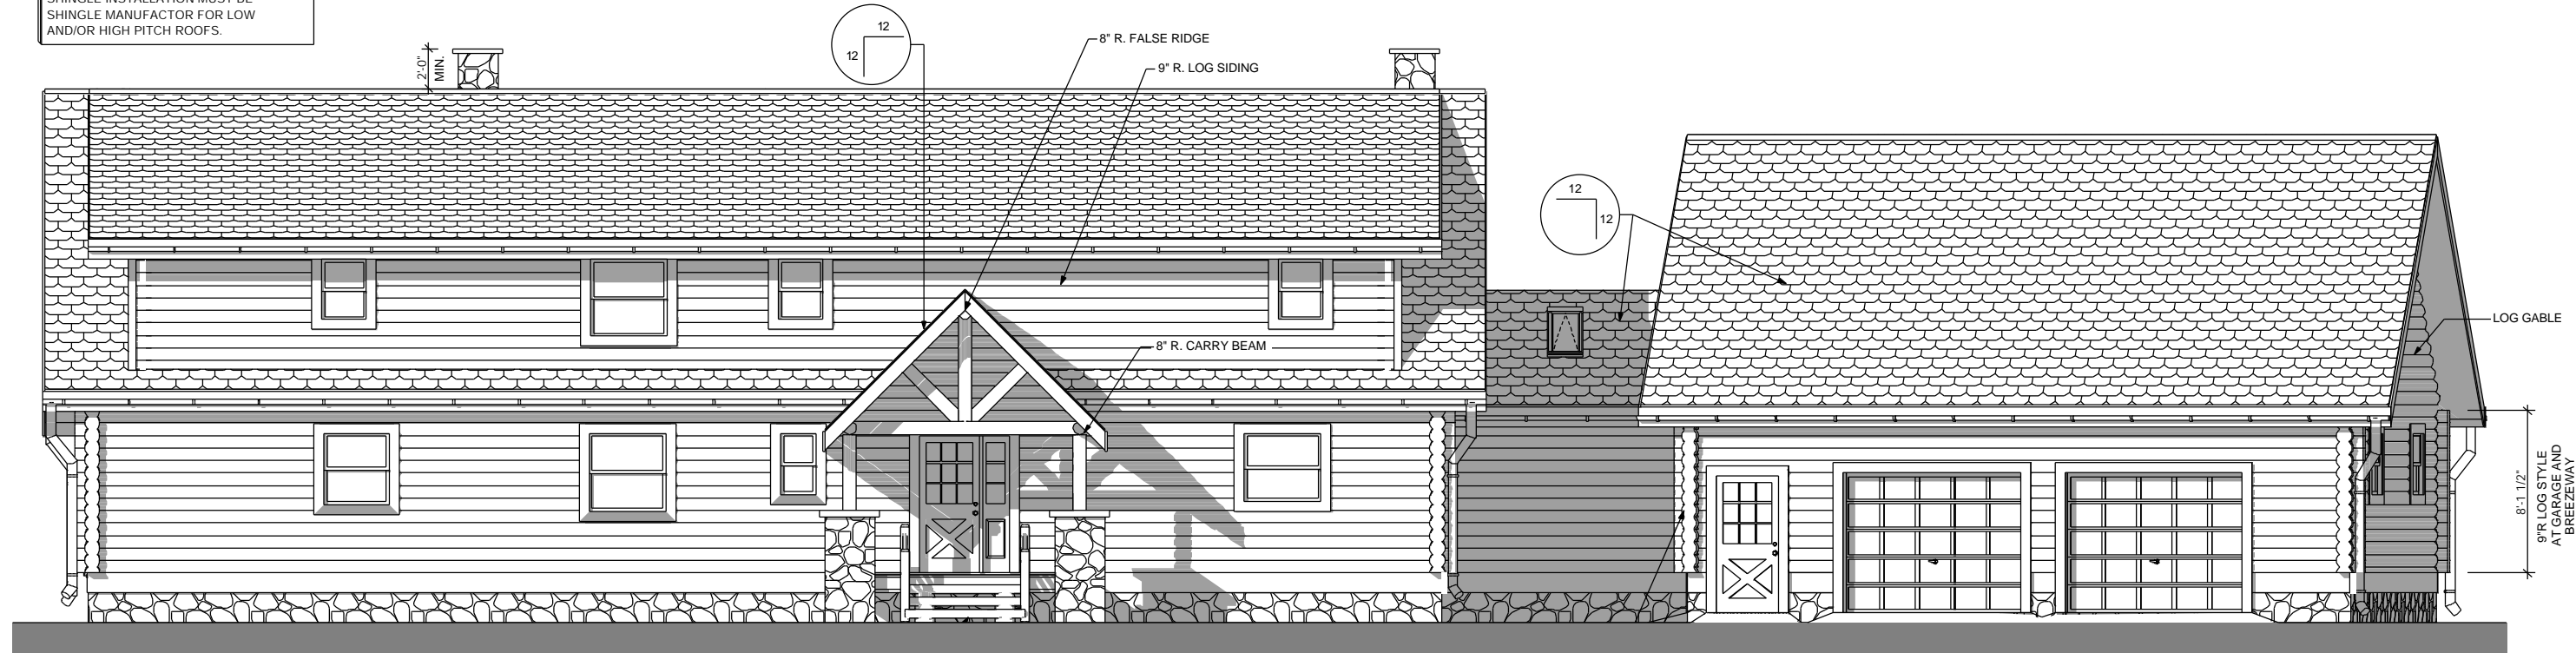 SHINGLE INSTALLATION MUST BE
SHINGLE MANUFACTOR FOR LOW
AND/OR HIGH PITCH ROOFS.
2'-0"
MIN.
12
12
8" R. FALSE RIDGE
9" R. LOG SIDING
8" R. CARRY BEAM
12
12
LOG GABLE
8'-1 1/2"
9"R LOG STYLE
AT GARAGE AND
BREEZEWAY